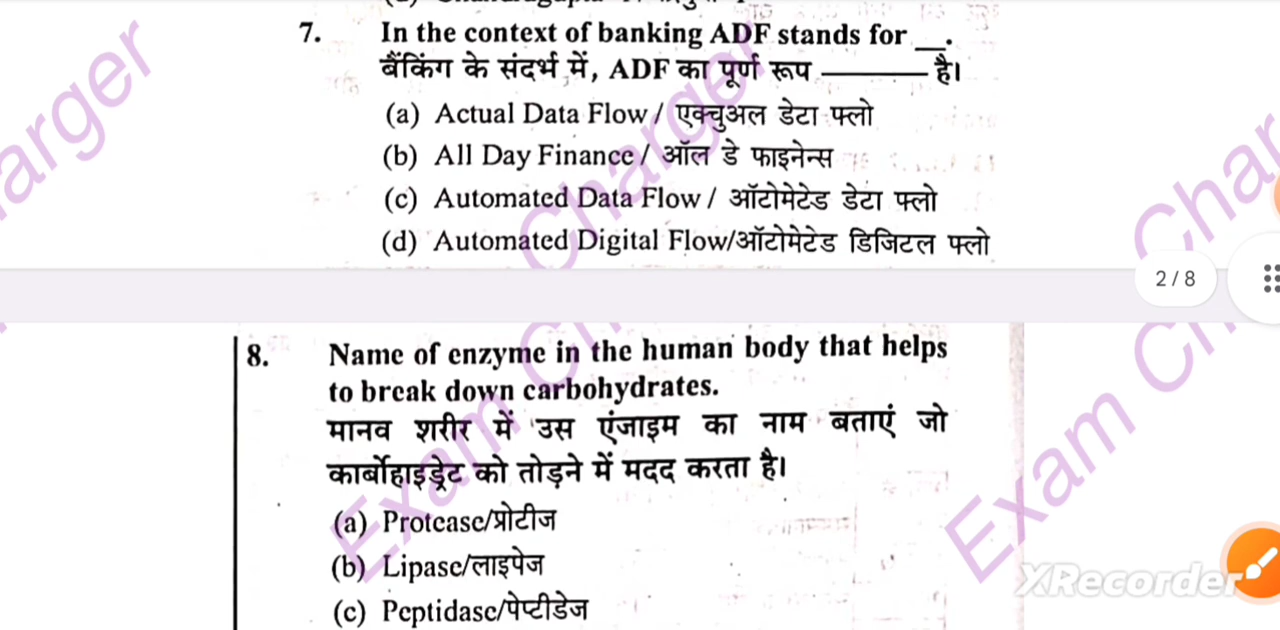 7. In the context of banking ADF stands for __.
बैंकिंग के संदर्भ में, ADF का पूर्ण रूप ______ है।
(a) Actual Data Flow / एक्चुअल डेटा फ्लो
(b) All Day Finance / ऑल डे फाइनेन्स
(c) Automated Data Flow / ऑटोमेटेड डेटा फ्लो
(d) Automated Digital Flow/ऑटोमेटेड डिजिटल फ्लो
2 / 8
8. Name of enzyme in the human body that helps
to break down carbohydrates.
मानव शरीर में उस एंजाइम का नाम बताएं जो
कार्बोहाइड्रेट को तोड़ने में मदद करता है।
(a) Protease/प्रोटीज
(b) Lipase/लाइपेज
(c) Peptidase/पेप्टीडेज
Exam Charger
XRecorder